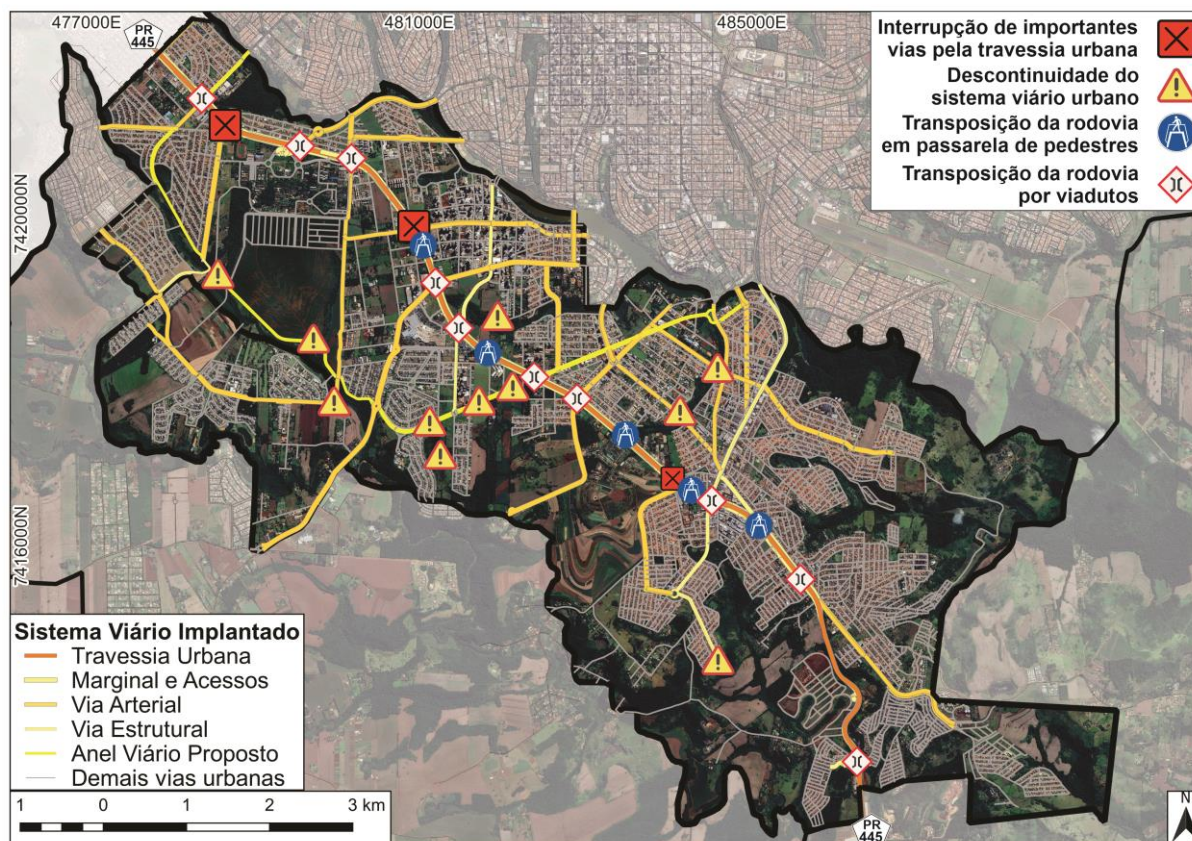 477000E
481000E
485000E
PR
445
Interrupção de importantes
vias pela travessia urbana
Descontinuidade do
sistema viário urbano
Transposição da rodovia
em passarela de pedestres
Transposição da rodovia
por viadutos
7420000N
7416000N
Sistema Viário Implantado
Travessia Urbana
Marginal e Acessos
Via Arterial
Via Estrutural
Anel Viário Proposto
Demais vias urbanas
1 0 1 2 3 km
PR
445
N